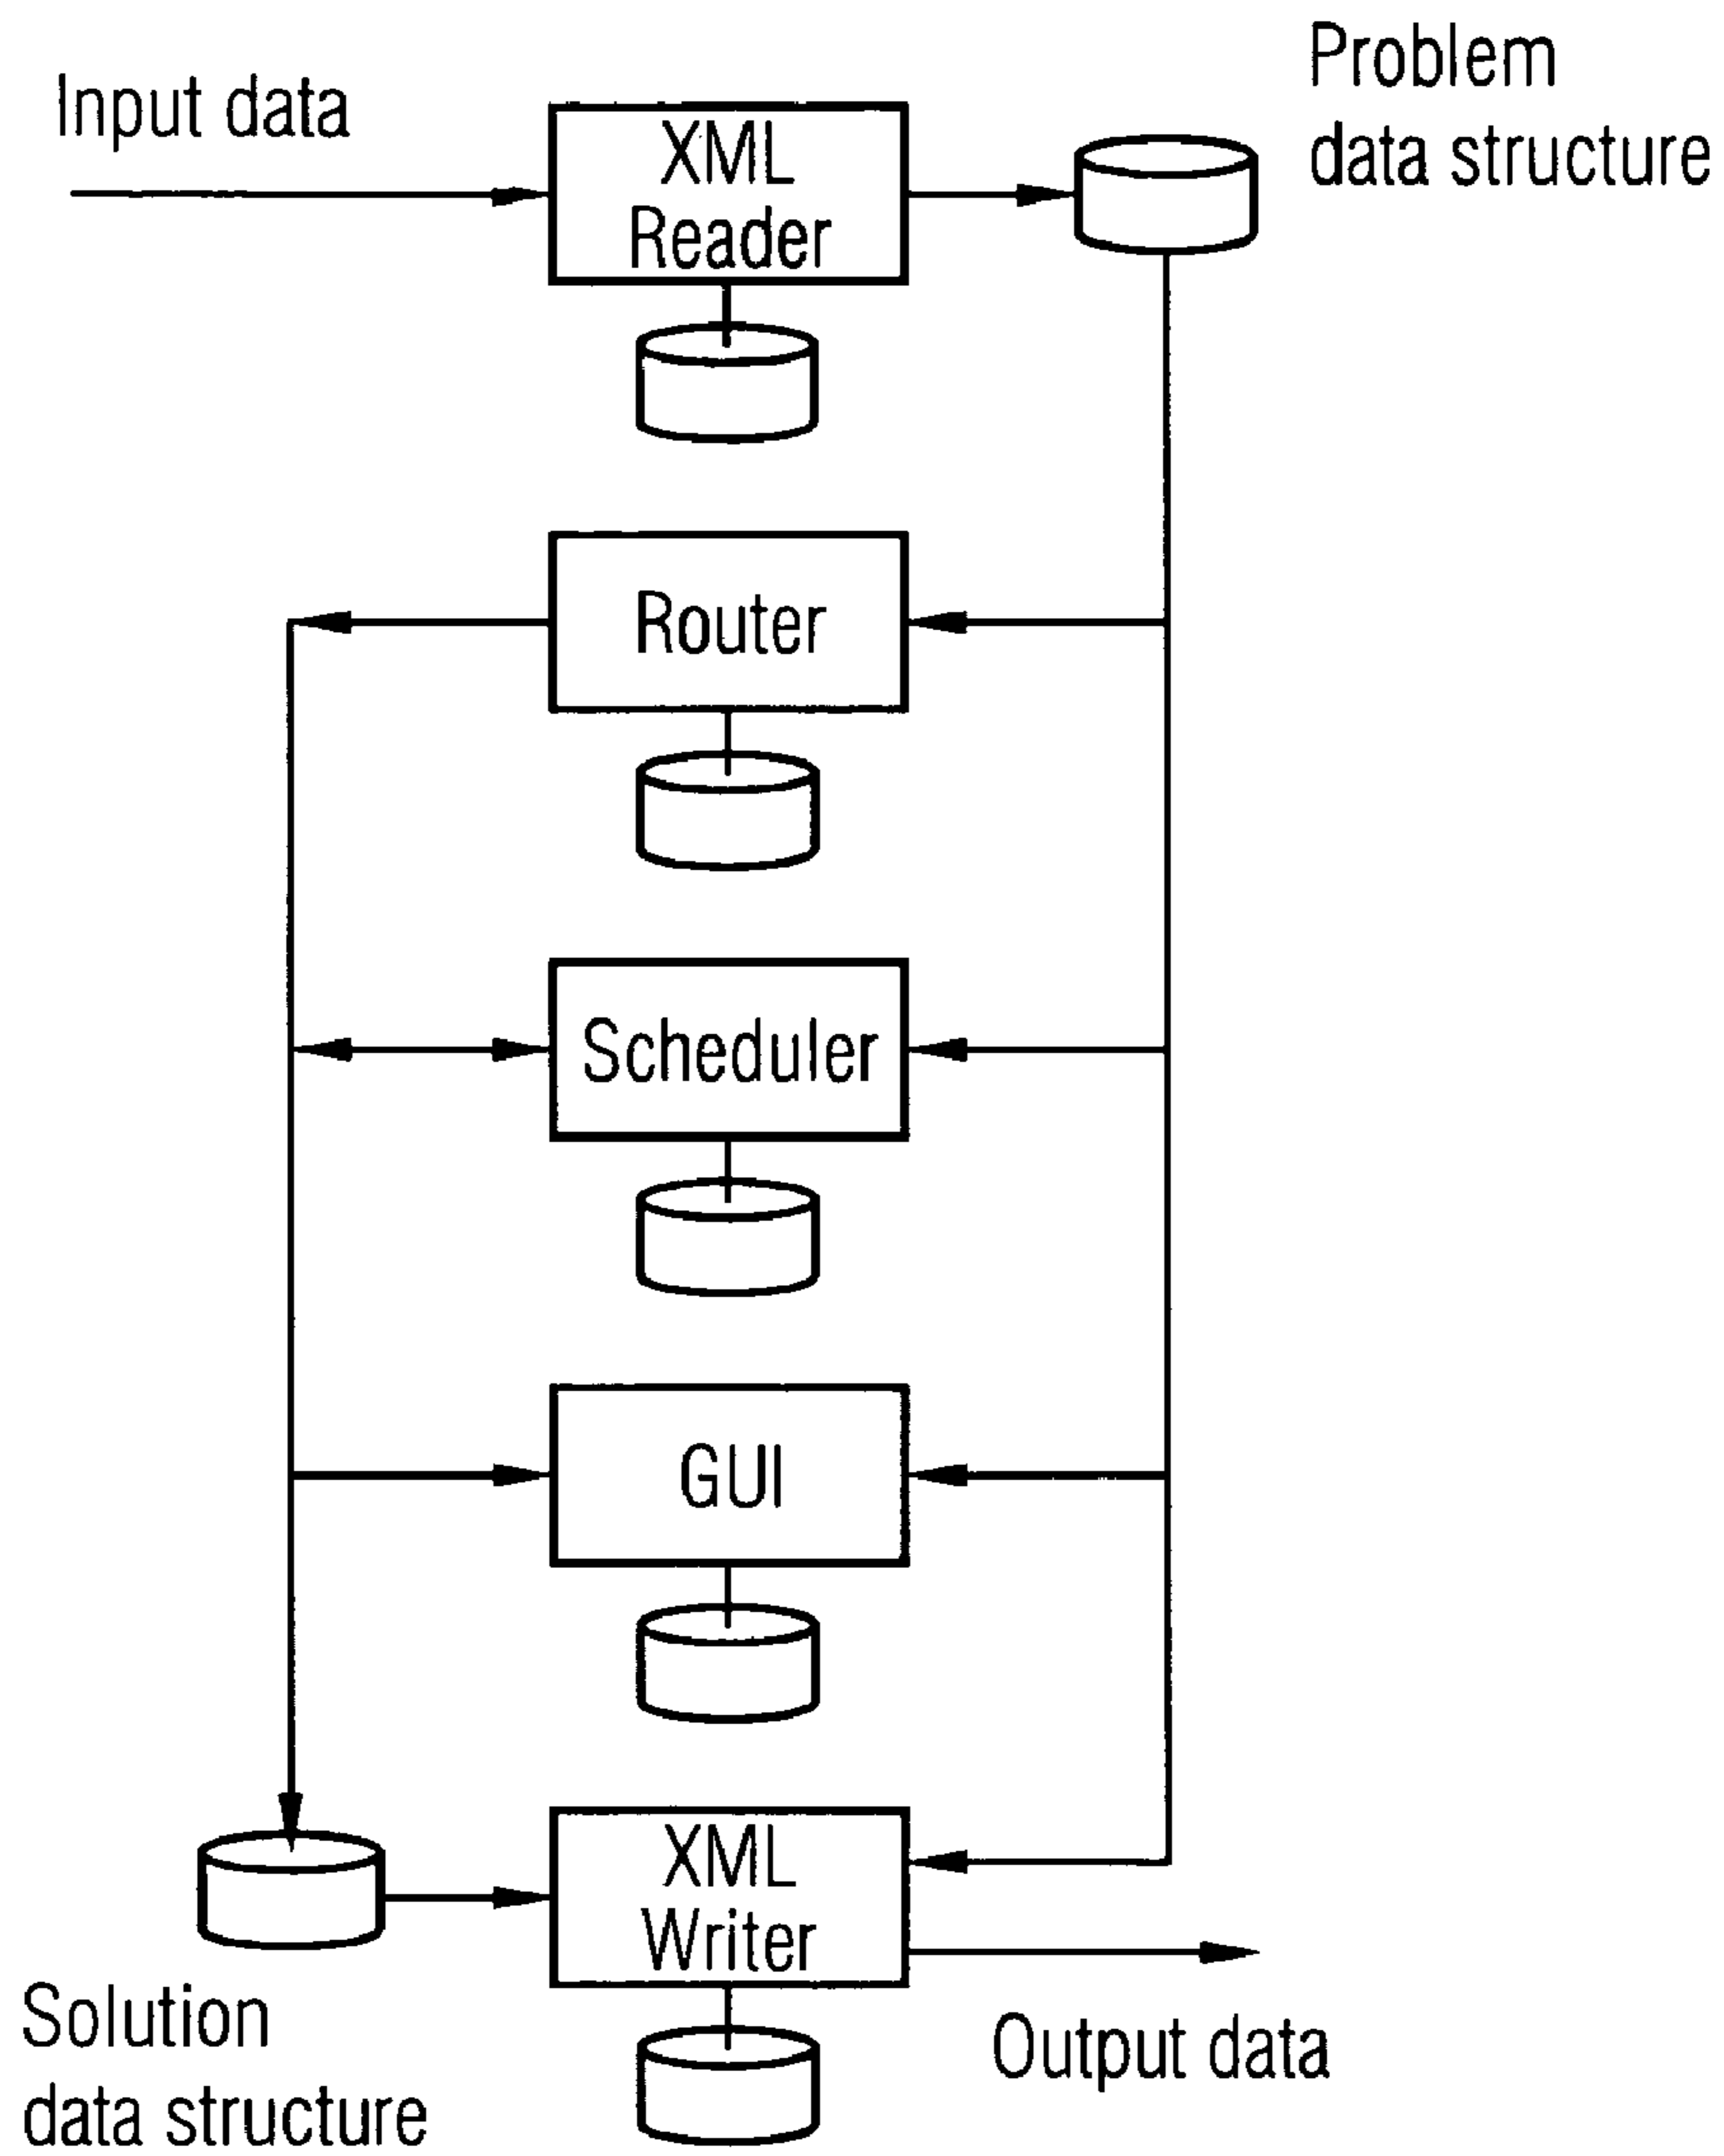 Problem
data structure
Input data
XML
Reader
Router
Scheduler
GUI
XML
Writer
Solution
data structure
Output data